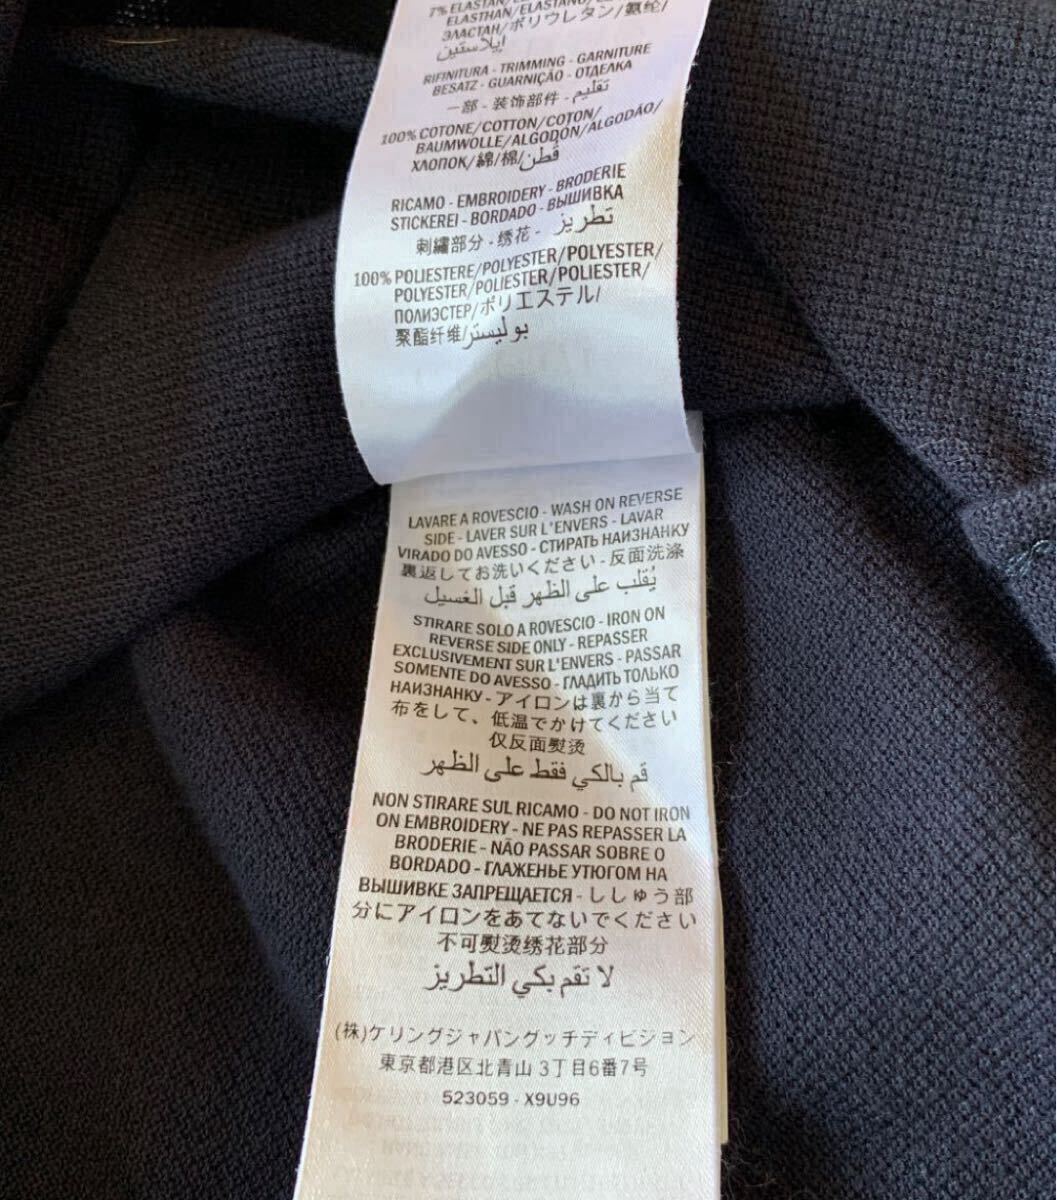 7% ELASTAN/
ELASTHAN/ELASTANO/
ЭЛАСТАН/ポリウレタン/氨纶/
إيلاستين
RIFINITURA - TRIMMING - GARNITURE
BESATZ - GUARNIÇÃO - ОТДЕЛКА
一部 - 装饰部件 - تقليم
100% COTONE/COTTON/COTON/
BAUMWOLLE/ALGODÓN/ALGODÃO/
ХЛОПОК/綿/棉/قطن
RICAMO - EMBROIDERY - BRODERIE
STICKEREI - BORDADO - ВЫШИВКА
刺繍部分 - 绣花 - تطريز
100% POLIESTERE/POLYESTER/POLYESTER/
POLYESTER/POLIESTER/POLIESTER/
ПОЛИЭСТЕР/ポリエステル/
聚酯纤维/بوليستر
LAVARE A ROVESCIO - WASH ON REVERSE
SIDE - LAVER SUR L'ENVERS - LAVAR
VIRADO DO AVESSO - СТИРАТЬ НАИЗНАНКУ
裏返してお洗いください - 反面洗涤
يُقلب على الظهر قبل الغسيل
STIRARE SOLO A ROVESCIO - IRON ON
REVERSE SIDE ONLY - REPASSER
EXCLUSIVEMENT SUR L'ENVERS - PASSAR
SOMENTE DO AVESSO - ГЛАДИТЬ ТОЛЬКО
НАИЗНАНКУ - アイロンは裏から当て
布をして、低温でかけてください
仅反面熨烫
قم بالكي فقط على الظهر
NON STIRARE SUL RICAMO - DO NOT IRON
ON EMBROIDERY - NE PAS REPASSER LA
BRODERIE - NÃO PASSAR SOBRE O
BORDADO - ГЛАЖЕНЬЕ УТЮГОМ НА
ВЫШИВКЕ ЗАПРЕЩАЕТСЯ - ししゅう部
分にアイロンをあてないでください
不可熨烫绣花部分
لا تقم بكي التطريز
(株)ケリングジャパングッチディビジョン
東京都港区北青山 3丁目6番7号
523059 - X9U96